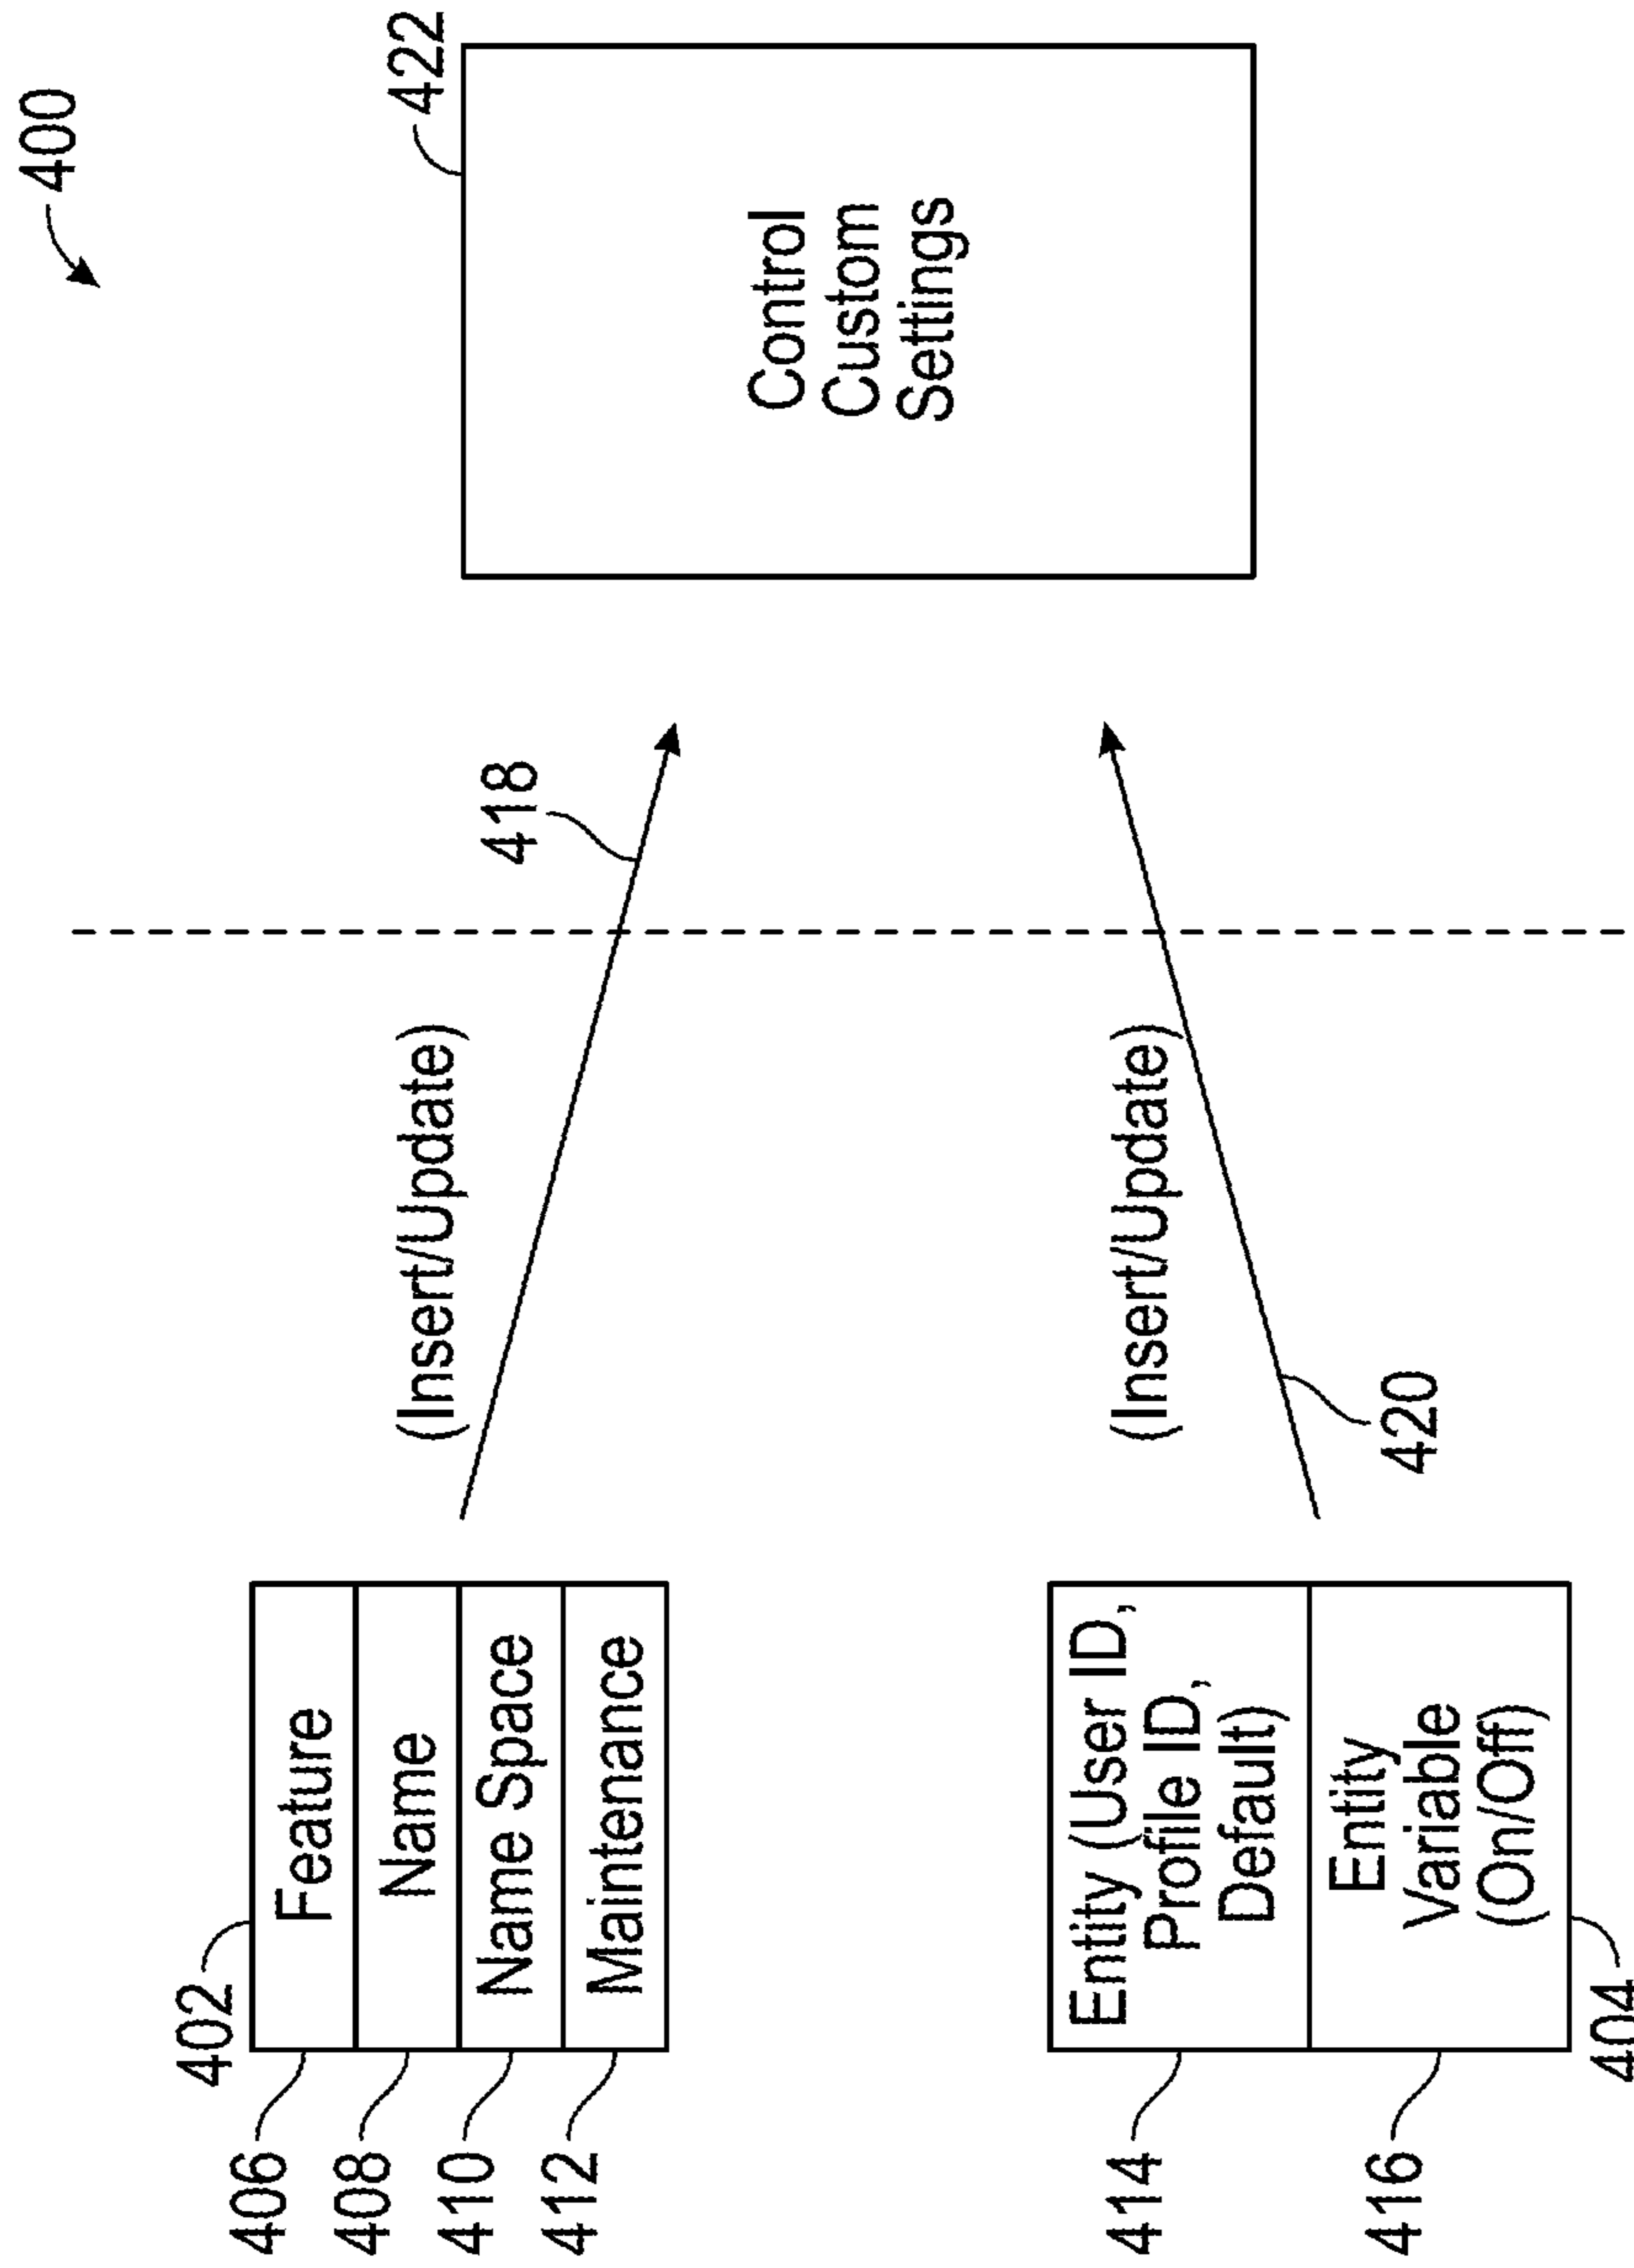 400
402
406
Feature
408
Name
410
Name Space
412
Maintenance
(Insert/Update)
418
422
Control
Custom
Settings
414
Entity (User ID,
Profile ID,
Default)
416
Entity
Variable
(On/Off)
404
(Insert/Update)
420